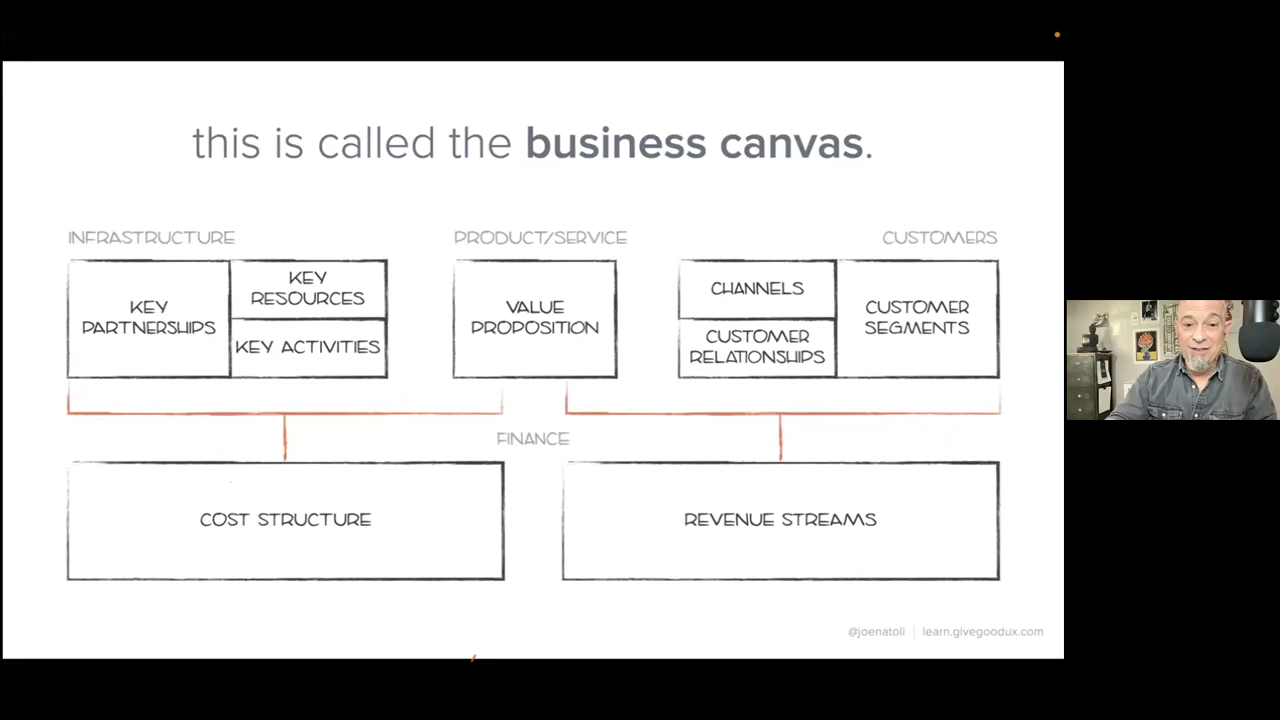 this is called the business canvas.
INFRASTRUCTURE
KEY
PARTNERSHIPS
KEY
RESOURCES
KEY ACTIVITIES
PRODUCT/SERVICE
VALUE
PROPOSITION
CUSTOMERS
CHANNELS
CUSTOMER
RELATIONSHIPS
CUSTOMER
SEGMENTS
FINANCE
COST STRUCTURE
REVENUE STREAMS
@joenatoli | learn.givegoodux.com